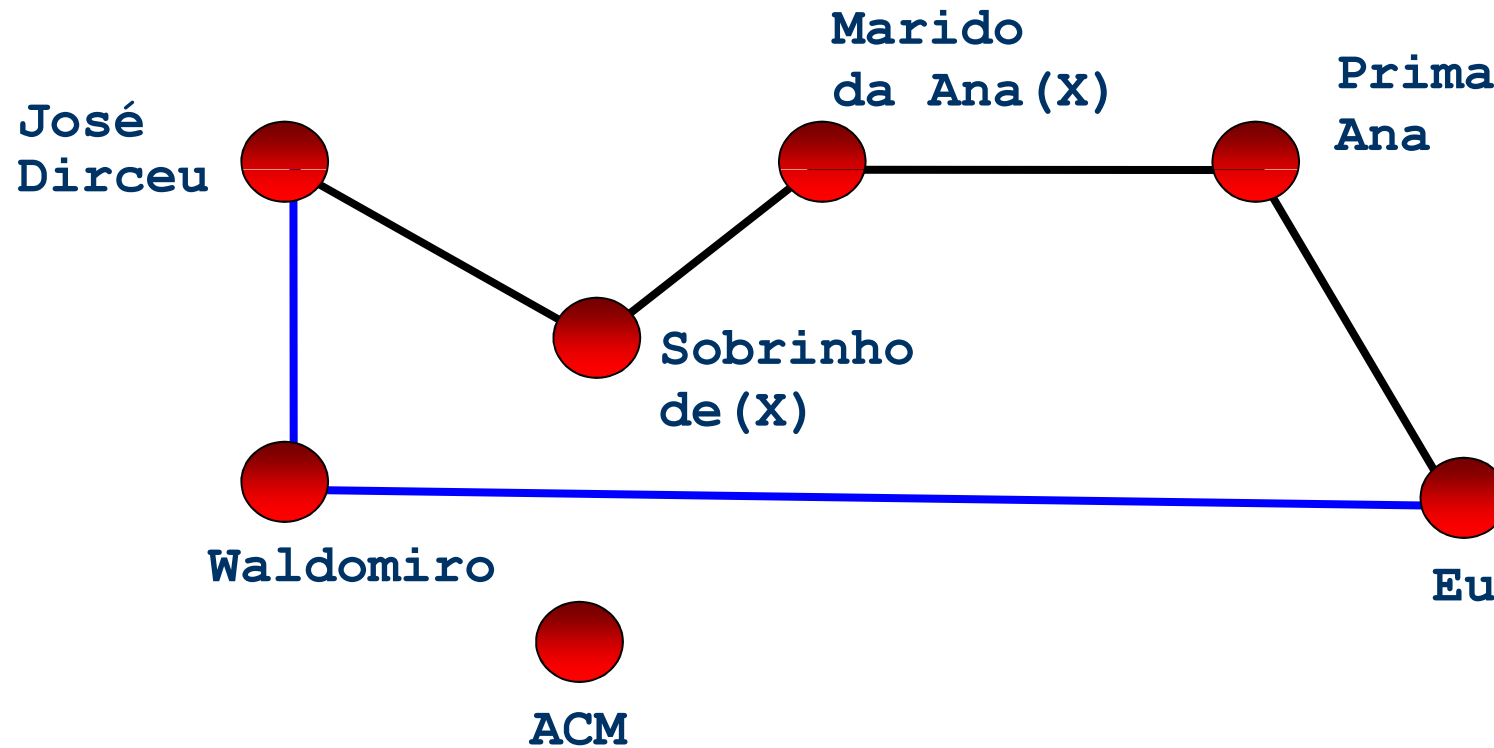 Marido
da Ana(X)
Prima
Ana
José
Dirceu
Sobrinho
de(X)
Waldomiro
Eu
ACM